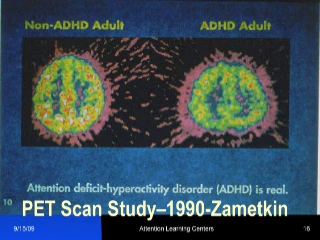 Non-ADHD Adult ADHD Adult
Attention deficit-hyperactivity disorder (ADHD) is real.
10
PET Scan Study–1990-Zametkin
9/15/09 Attention Learning Centers 16